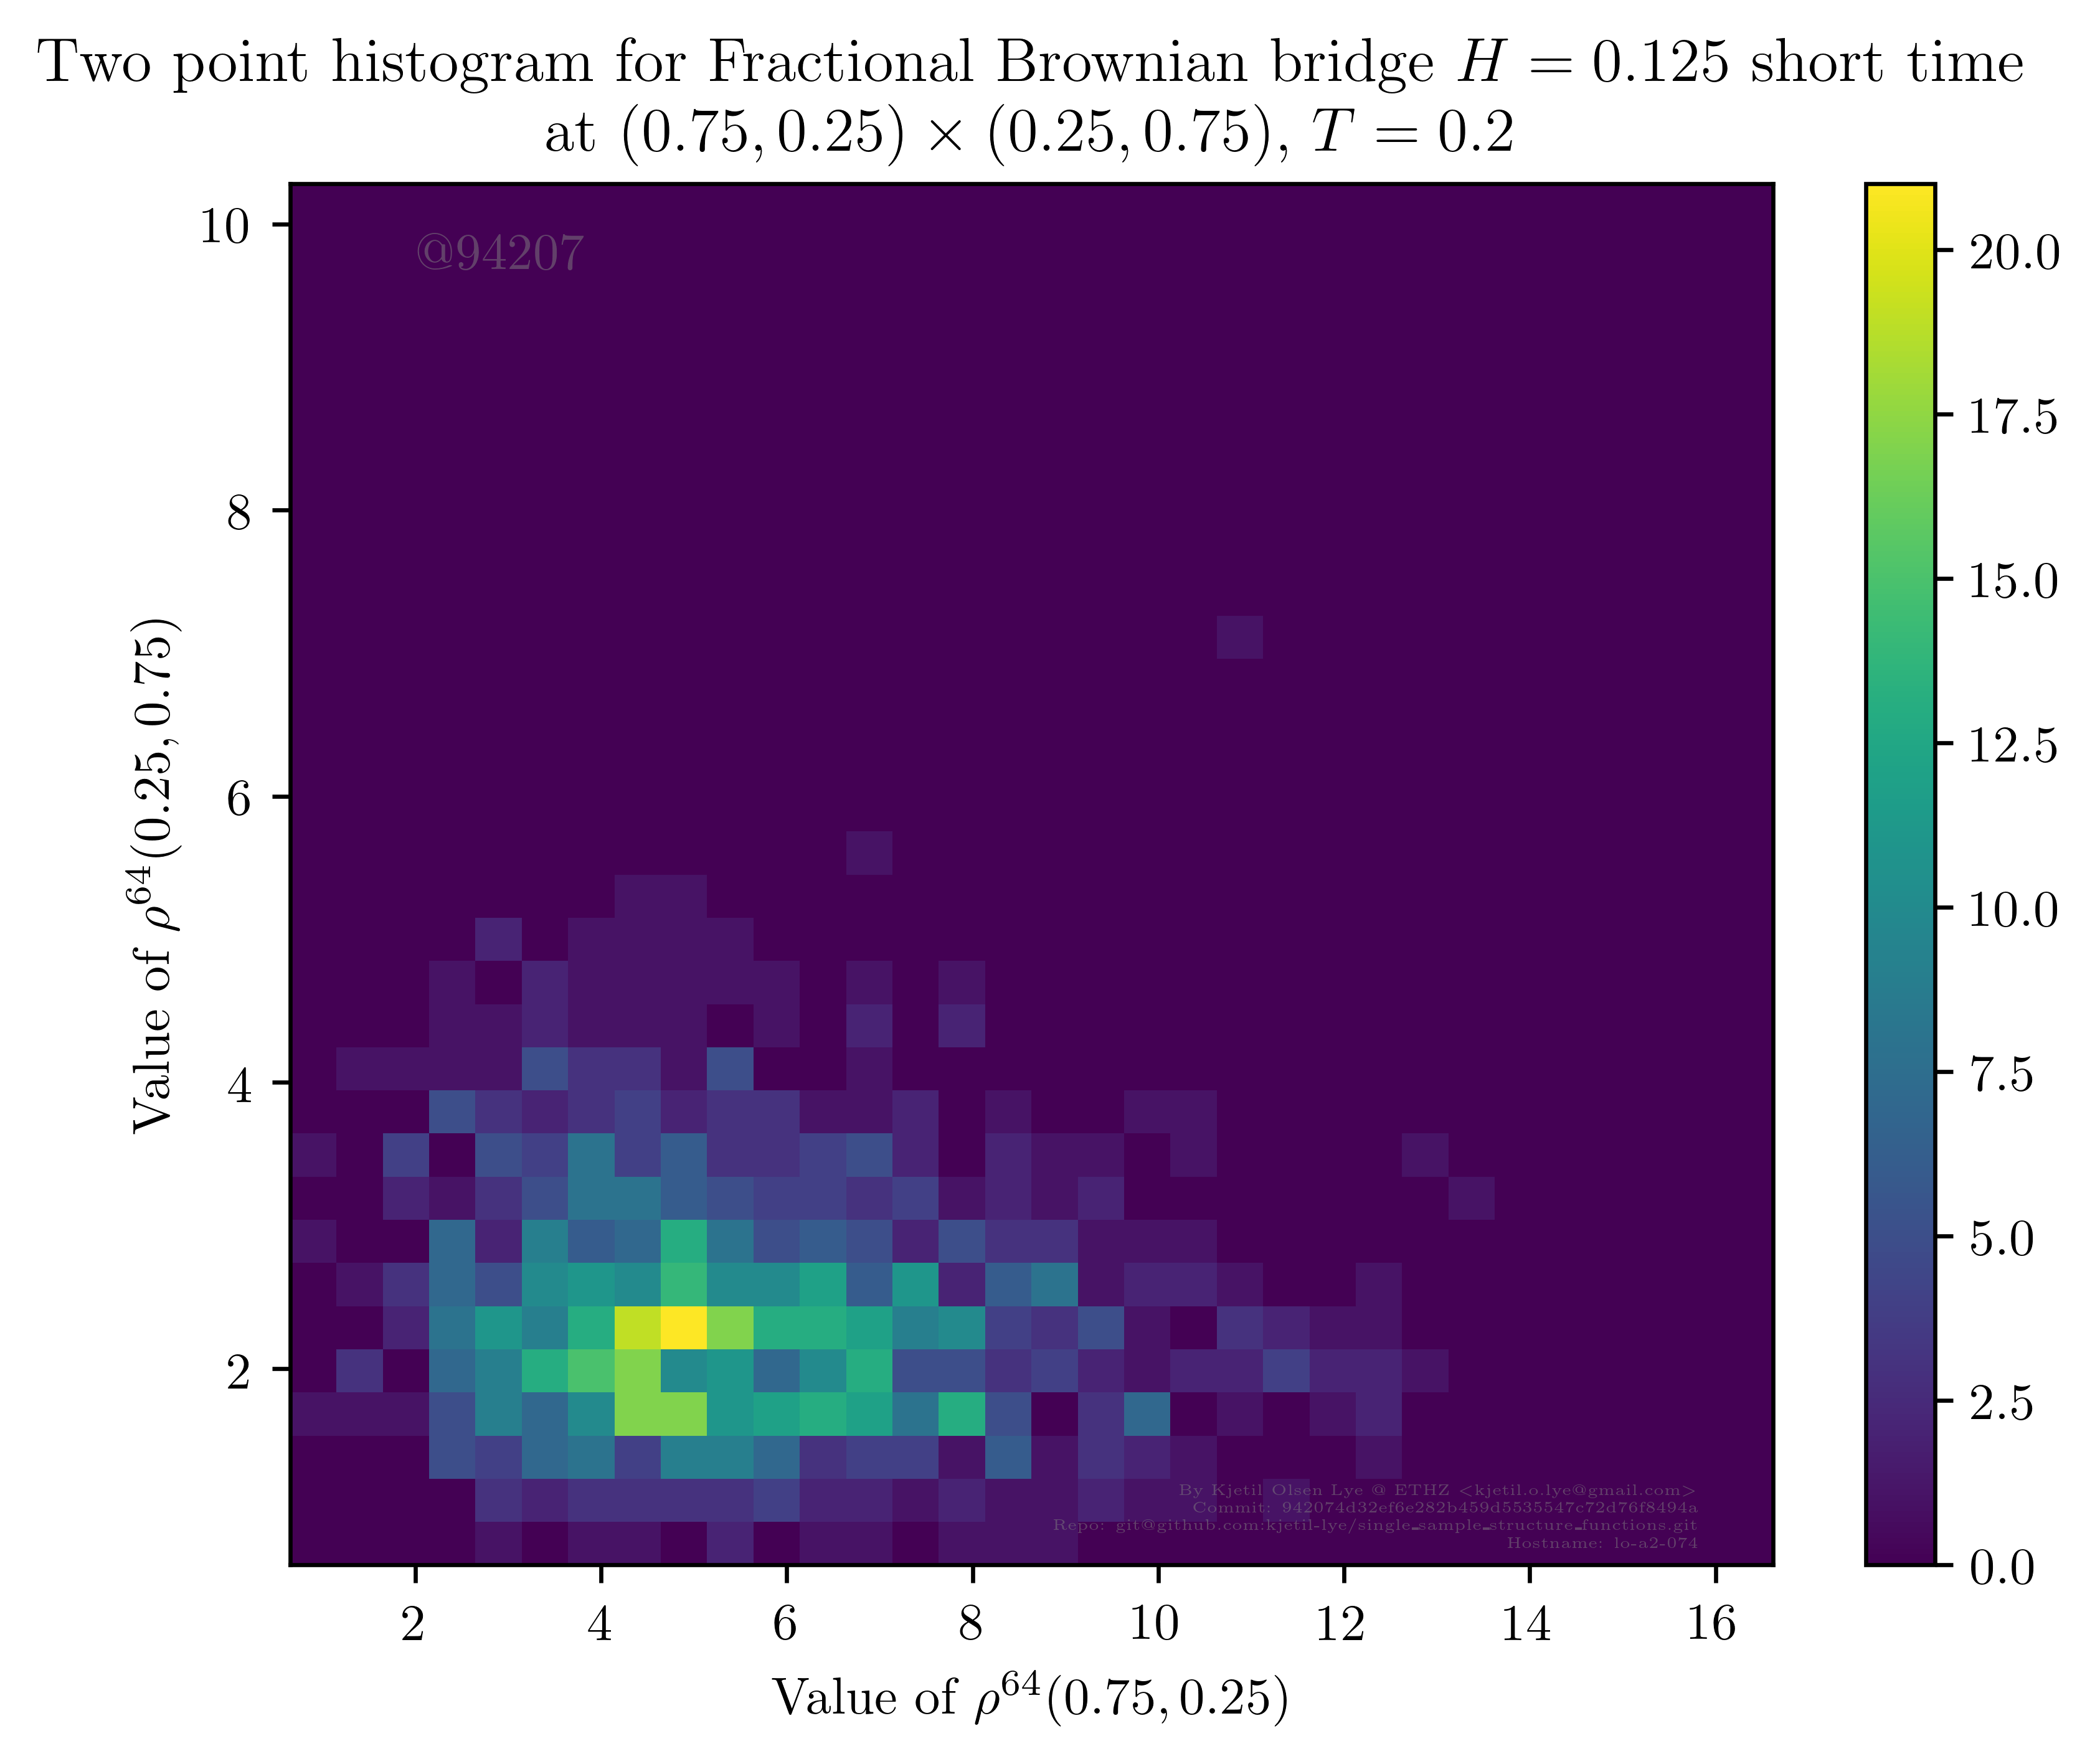 Two point histogram for Fractional Brownian bridge H = 0.125 short time
at (0.75, 0.25) × (0.25, 0.75), T = 0.2
@94207
10
8
6
4
2
Value of ρ^64(0.25, 0.75)
2 4 6 8 10 12 14 16
Value of ρ^64(0.75, 0.25)
20.0
17.5
15.0
12.5
10.0
7.5
5.0
2.5
0.0
By Kjetil Olsen Lye @ ETHZ <kjetil.o.lye@gmail.com>
Commit: 942074d32ef6e282b459d5535547c72d76f8494a
Repo: git@github.com:kjetil-lye/single_sample_structure_functions.git
Hostname: lo-a2-074